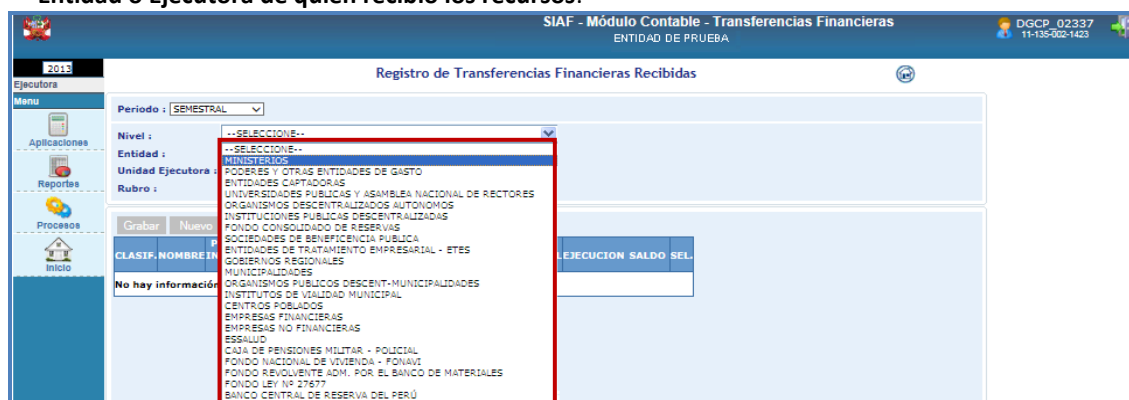 Entidad o Ejecutora de quien recibió los recursos.
SIAF - Módulo Contable - Transferencias Financieras
ENTIDAD DE PRUEBA
DGCP_02337
11-135-002-1423
2013
Ejecutora
Registro de Transferencias Financieras Recibidas
Menu
Aplicaciones
Reportes
Procesos
Inicio
Periodo : SEMESTRAL
Nivel : --SELECCIONE--
Entidad :
Unidad Ejecutora :
Rubro :
--SELECCIONE--
MINISTERIOS
PODERES Y OTRAS ENTIDADES DE GASTO
ENTIDADES CAPTADORAS
UNIVERSIDADES PUBLICAS Y ASAMBLEA NACIONAL DE RECTORES
ORGANISMOS DESCENTRALIZADOS AUTONOMOS
INSTITUCIONES PUBLICAS DESCENTRALIZADAS
FONDO CONSOLIDADO DE RESERVAS
SOCIEDADES DE BENEFICENCIA PUBLICA
ENTIDADES DE TRATAMIENTO EMPRESARIAL - ETES
GOBIERNOS REGIONALES
MUNICIPALIDADES
ORGANISMOS PUBLICOS DESCENT-MUNICIPALIDADES
INSTITUTOS DE VIALIDAD MUNICIPAL
CENTROS POBLADOS
EMPRESAS FINANCIERAS
EMPRESAS NO FINANCIERAS
ESSALUD
CAJA DE PENSIONES MILITAR - POLICIAL
FONDO NACIONAL DE VIVIENDA - FONAVI
FONDO REVOLVENTE ADM. POR EL BANCO DE MATERIALES
FONDO LEY Nº 27677
BANCO CENTRAL DE RESERVA DEL PERÚ
Grabar Nuevo
CLASIF. NOMBRE EJECUCION SALDO SEL.
No hay información